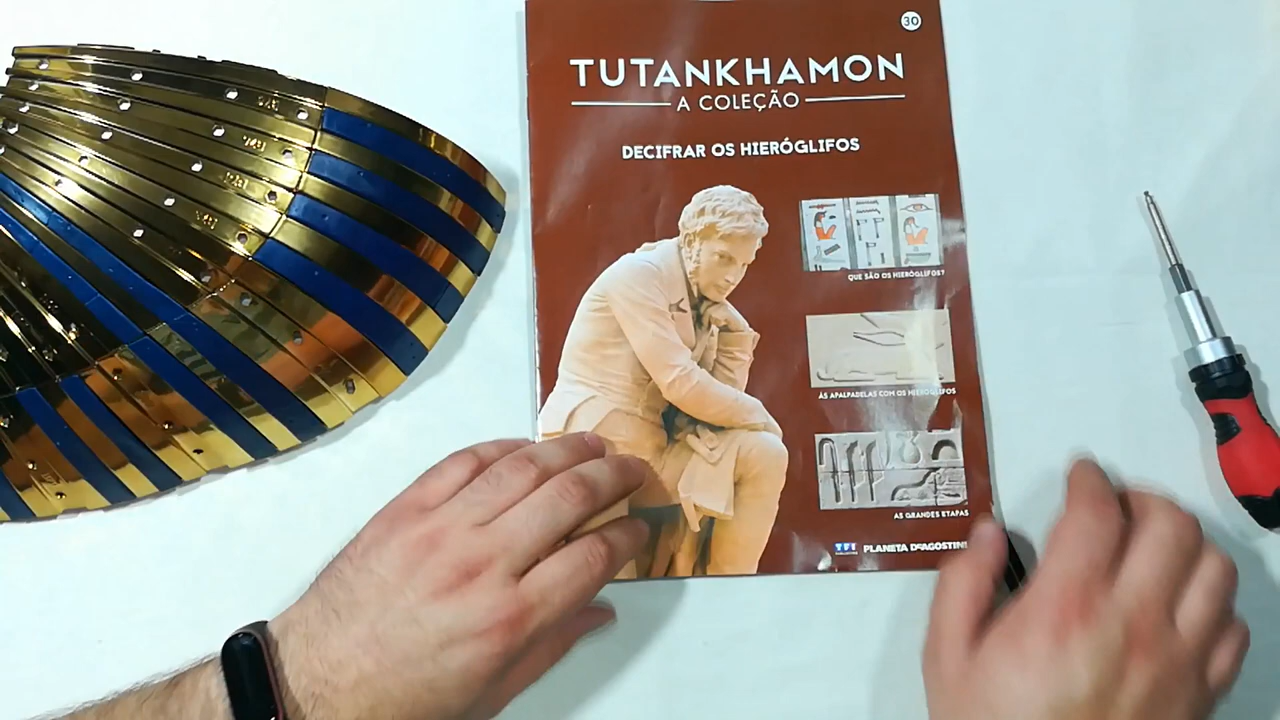 30
TUTANKHAMON
A COLEÇÃO
DECIFRAR OS HIERÓGLIFOS
QUE SÃO OS HIERÓGLIFOS?
ÀS APALPADELAS COM OS HIERÓGLIFOS
AS GRANDES ETAPAS
PLANETA DEAGOSTINI